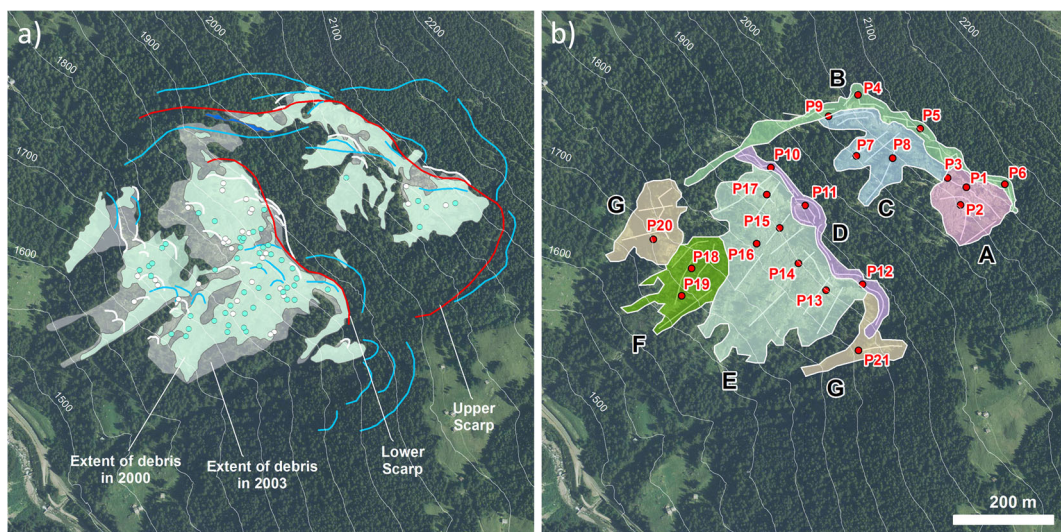 a)
1900
2000
2100
2200
1800
1700
1600
1500
Extent of debris
in 2000
Extent of debris
in 2003
Lower
Scarp
Upper
Scarp
b)
1900
2000
2100
2200
1800
1700
1600
1500
B
P4
P9
P5
P7
P8
P3
P1
P6
P2
C
A
P10
P17
P11
P15
D
G
P20
P16
P18
P14
P12
P19
P13
F
E
P21
G
200 m